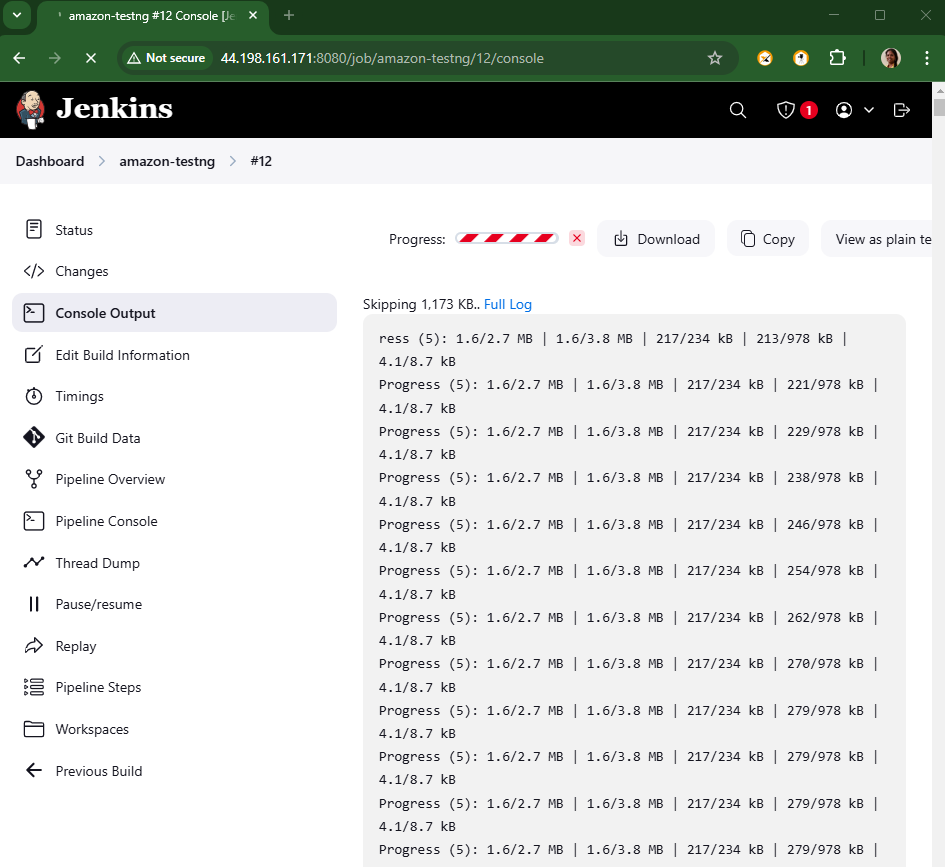 amazon-testng #12 Console [Je
Not secure
44.198.161.171:8080/job/amazon-testng/12/console
Jenkins
1
Dashboard
amazon-testng
#12
Status
Changes
Console Output
Edit Build Information
Timings
Git Build Data
Pipeline Overview
Pipeline Console
Thread Dump
Pause/resume
Replay
Pipeline Steps
Workspaces
Previous Build
Progress:
Download
Copy
View as plain te
Skipping 1,173 KB.. Full Log
ress (5): 1.6/2.7 MB | 1.6/3.8 MB | 217/234 kB | 213/978 kB |
4.1/8.7 kB
Progress (5): 1.6/2.7 MB | 1.6/3.8 MB | 217/234 kB | 221/978 kB |
4.1/8.7 kB
Progress (5): 1.6/2.7 MB | 1.6/3.8 MB | 217/234 kB | 229/978 kB |
4.1/8.7 kB
Progress (5): 1.6/2.7 MB | 1.6/3.8 MB | 217/234 kB | 238/978 kB |
4.1/8.7 kB
Progress (5): 1.6/2.7 MB | 1.6/3.8 MB | 217/234 kB | 246/978 kB |
4.1/8.7 kB
Progress (5): 1.6/2.7 MB | 1.6/3.8 MB | 217/234 kB | 254/978 kB |
4.1/8.7 kB
Progress (5): 1.6/2.7 MB | 1.6/3.8 MB | 217/234 kB | 262/978 kB |
4.1/8.7 kB
Progress (5): 1.6/2.7 MB | 1.6/3.8 MB | 217/234 kB | 270/978 kB |
4.1/8.7 kB
Progress (5): 1.6/2.7 MB | 1.6/3.8 MB | 217/234 kB | 279/978 kB |
4.1/8.7 kB
Progress (5): 1.6/2.7 MB | 1.6/3.8 MB | 217/234 kB | 279/978 kB |
4.1/8.7 kB
Progress (5): 1.6/2.7 MB | 1.6/3.8 MB | 217/234 kB | 279/978 kB |
4.1/8.7 kB
Progress (5): 1.6/2.7 MB | 1.6/3.8 MB | 217/234 kB | 279/978 kB |